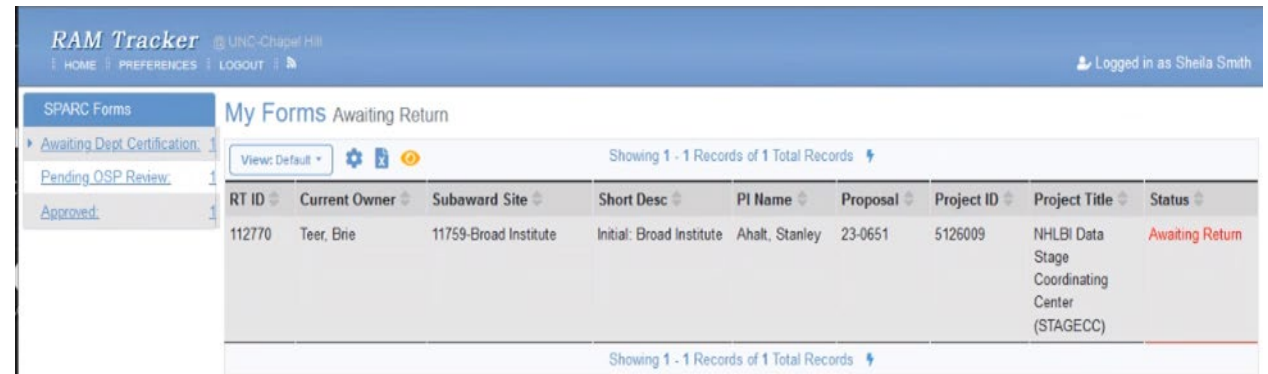 RAM Tracker @ UNC-Chapel Hill
HOME PREFERENCES LOGOUT
Logged in as Sheila Smith
SPARC Forms
Awaiting Dept Certification: 1
Pending OSP Review: 1
Approved: 1
My Forms Awaiting Return
View: Default
Showing 1 - 1 Records of 1 Total Records
RT ID Current Owner Subaward Site Short Desc PI Name Proposal Project ID Project Title Status
112770 Teer, Brie 11759-Broad Institute Initial: Broad Institute Ahalt, Stanley 23-0651 5126009 NHLBI Data Awaiting Return
Stage
Coordinating
Center
(STAGECC)
Showing 1 - 1 Records of 1 Total Records